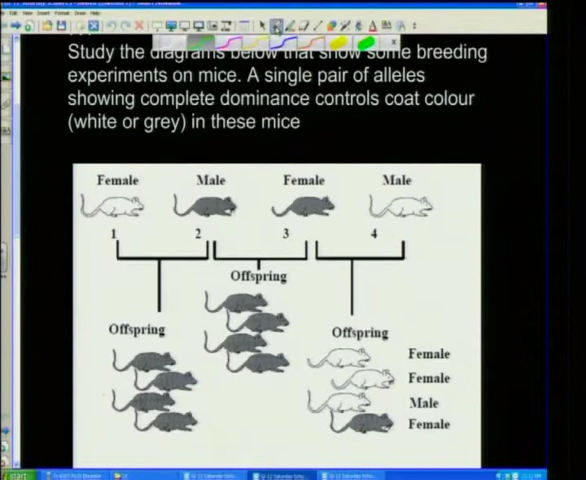 Study the diagrams below that show some breeding
experiments on mice. A single pair of alleles
showing complete dominance controls coat colour
(white or grey) in these mice
Female Male Female Male
1 2 3 4
Offspring
Offspring Offspring
Female
Female
Male
Female
start